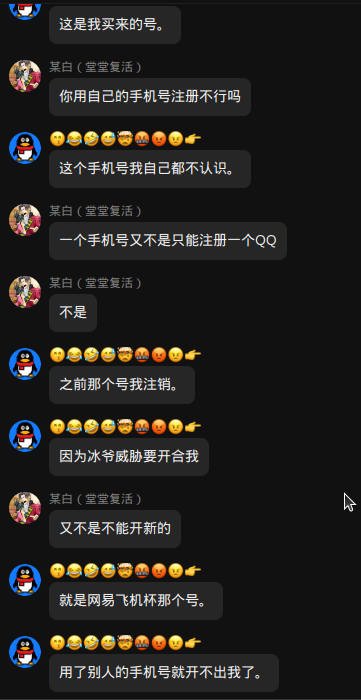 这是我买来的号。
某白（堂堂复活）
你用自己的手机号注册不行吗
😙😂🤣😅🤯🤬😡😠👉
这个手机号我自己都不认识。
某白（堂堂复活）
一个手机号又不是只能注册一个QQ
某白（堂堂复活）
不是
😙😂🤣😅🤯🤬😡😠👉
之前那个号我注销。
😙😂🤣😅🤯🤬😡😠👉
因为冰爷威胁要开合我
某白（堂堂复活）
又不是不能开新的
😙😂🤣😅🤯🤬😡😠👉
就是网易飞机杯那个号。
😙😂🤣😅🤯🤬😡😠👉
用了别人的手机号就开不出我了。